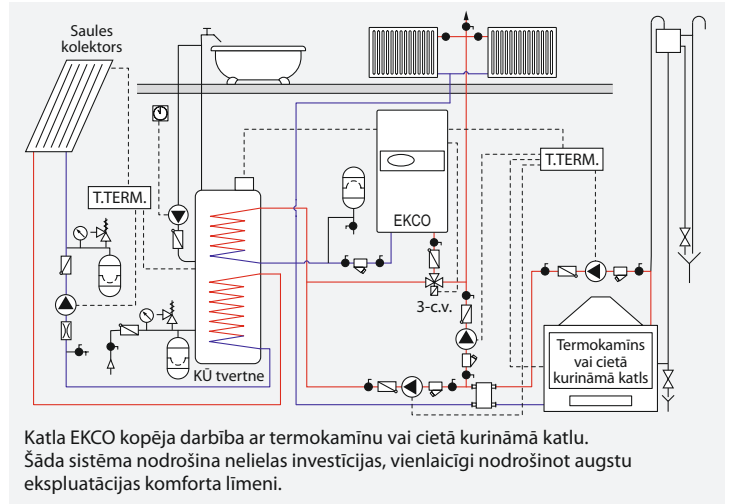 Saules
kolektors
T.TERM.
EKCO
T.TERM.
3-c.v.
KŪ tvertne
Termokamīns
vai cietā
kurināmā katls
Katla EKCO kopēja darbība ar termokamīnu vai cietā kurināmā katlu.
Šāda sistēma nodrošina nelielas investīcijas, vienlaicīgi nodrošinot augstu
ekspluatācijas komforta līmeni.